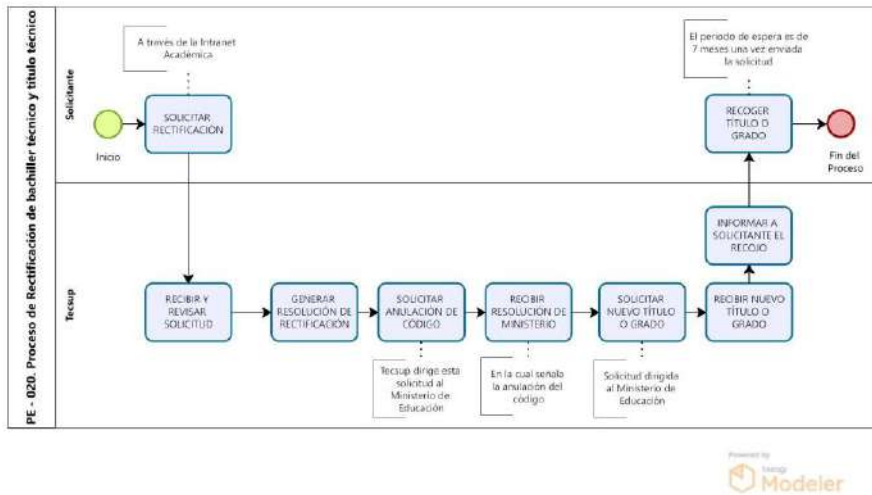 PE - 020. Proceso de Rectificación de bachiller técnico y título técnico
Solicitante
A través de la Intranet
Académica
El periodo de espera es de
7 meses una vez enviada
la solicitud
Inicio
SOLICITAR
RECTIFICACIÓN
RECOGER
TÍTULO O
GRADO
Fin del
Proceso
Tecsup
INFORMAR A
SOLICITANTE EL
RECOJO
RECIBIR Y
REVISAR
SOLICITUD
GENERAR
RESOLUCIÓN DE
RECTIFICACIÓN
SOLICITAR
ANULACIÓN DE
CÓDIGO
RECIBIR
RESOLUCIÓN DE
MINISTERIO
SOLICITAR
NUEVO TÍTULO
O GRADO
RECIBIR NUEVO
TÍTULO O
GRADO
Tecsup dirige esta
solicitud al
Ministerio de
Educación
En la cual señala
la anulación del
código
Solicitud dirigida
al Ministerio de
Educación
Powered by
bizagi
Modeler